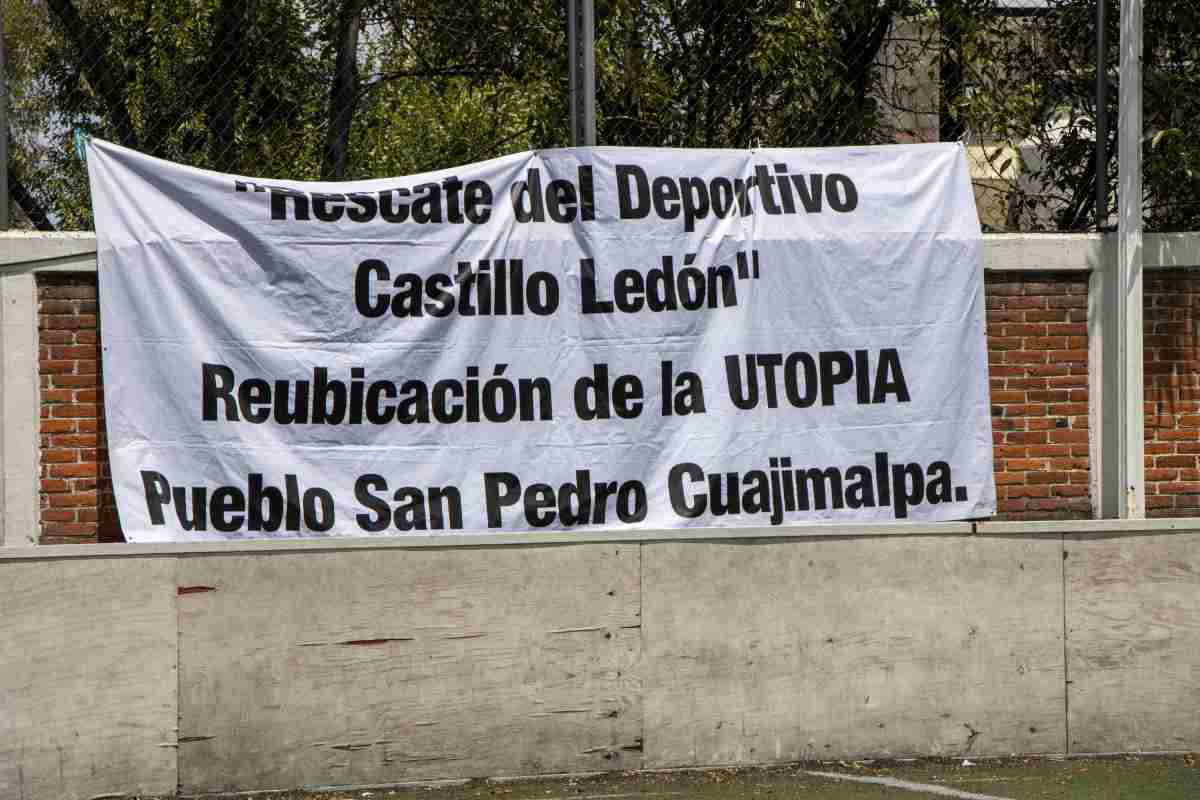 "Rescate del Deportivo
Castillo Ledón"
Reubicación de la UTOPIA
Pueblo San Pedro Cuajimalpa.